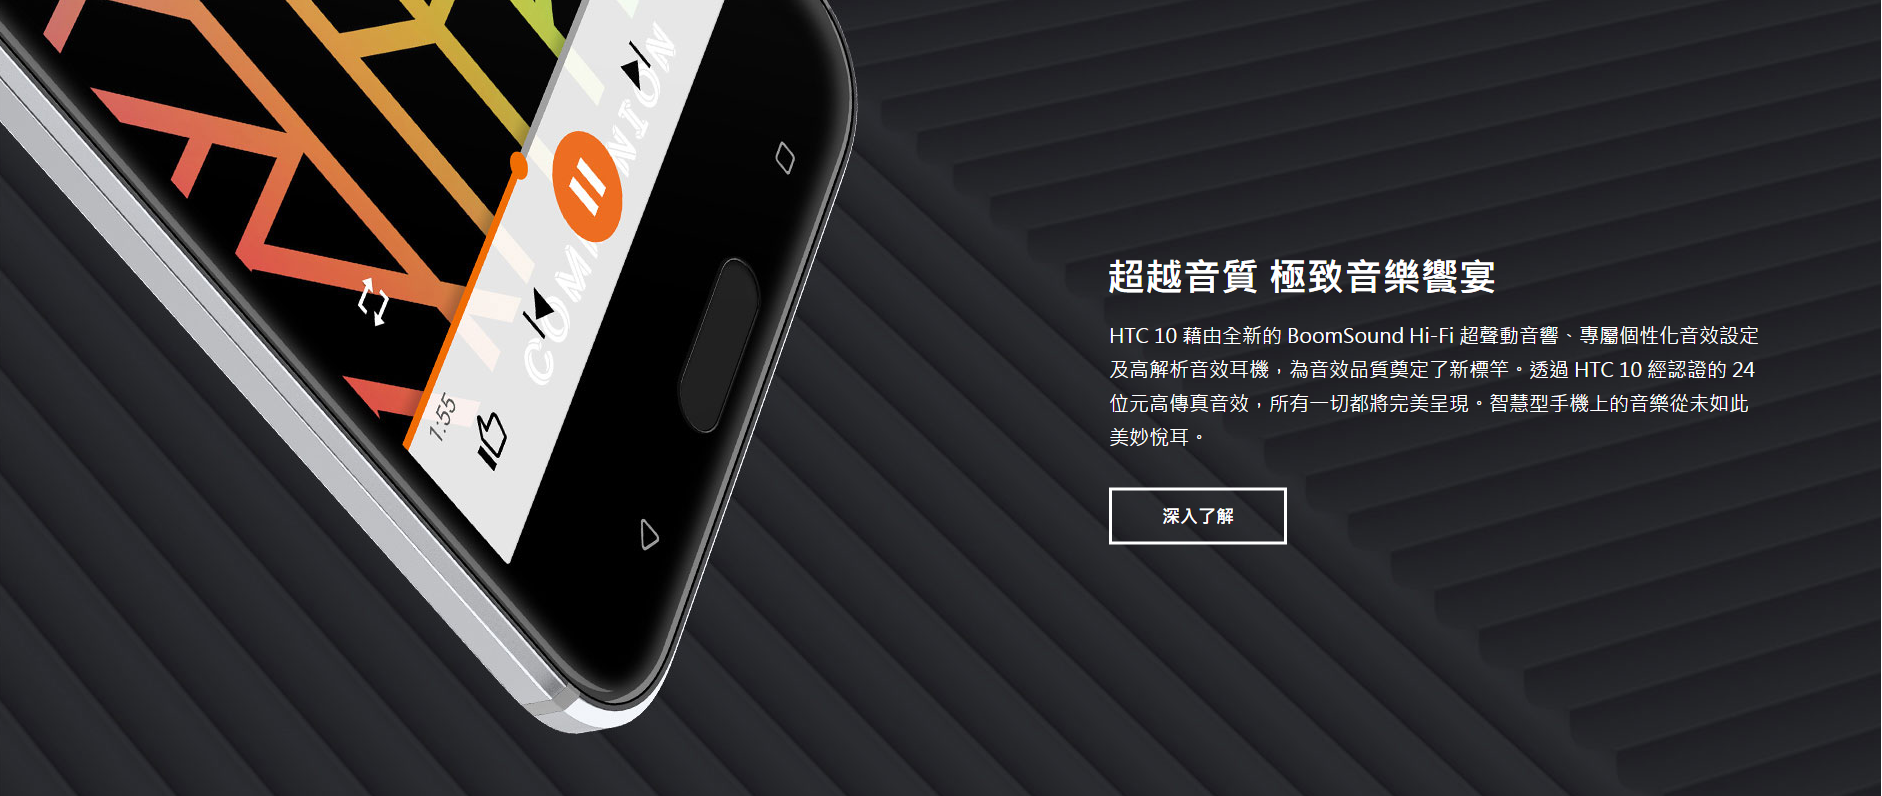 超越音質 極致音樂饗宴
HTC 10 藉由全新的 BoomSound Hi-Fi 超聲動音響、專屬個性化音效設定
及高解析音效耳機，為音效品質奠定了新標竿。透過 HTC 10 經認證的 24
位元高傳真音效，所有一切都將完美呈現。智慧型手機上的音樂從未如此
美妙悅耳。
深入了解
1:55